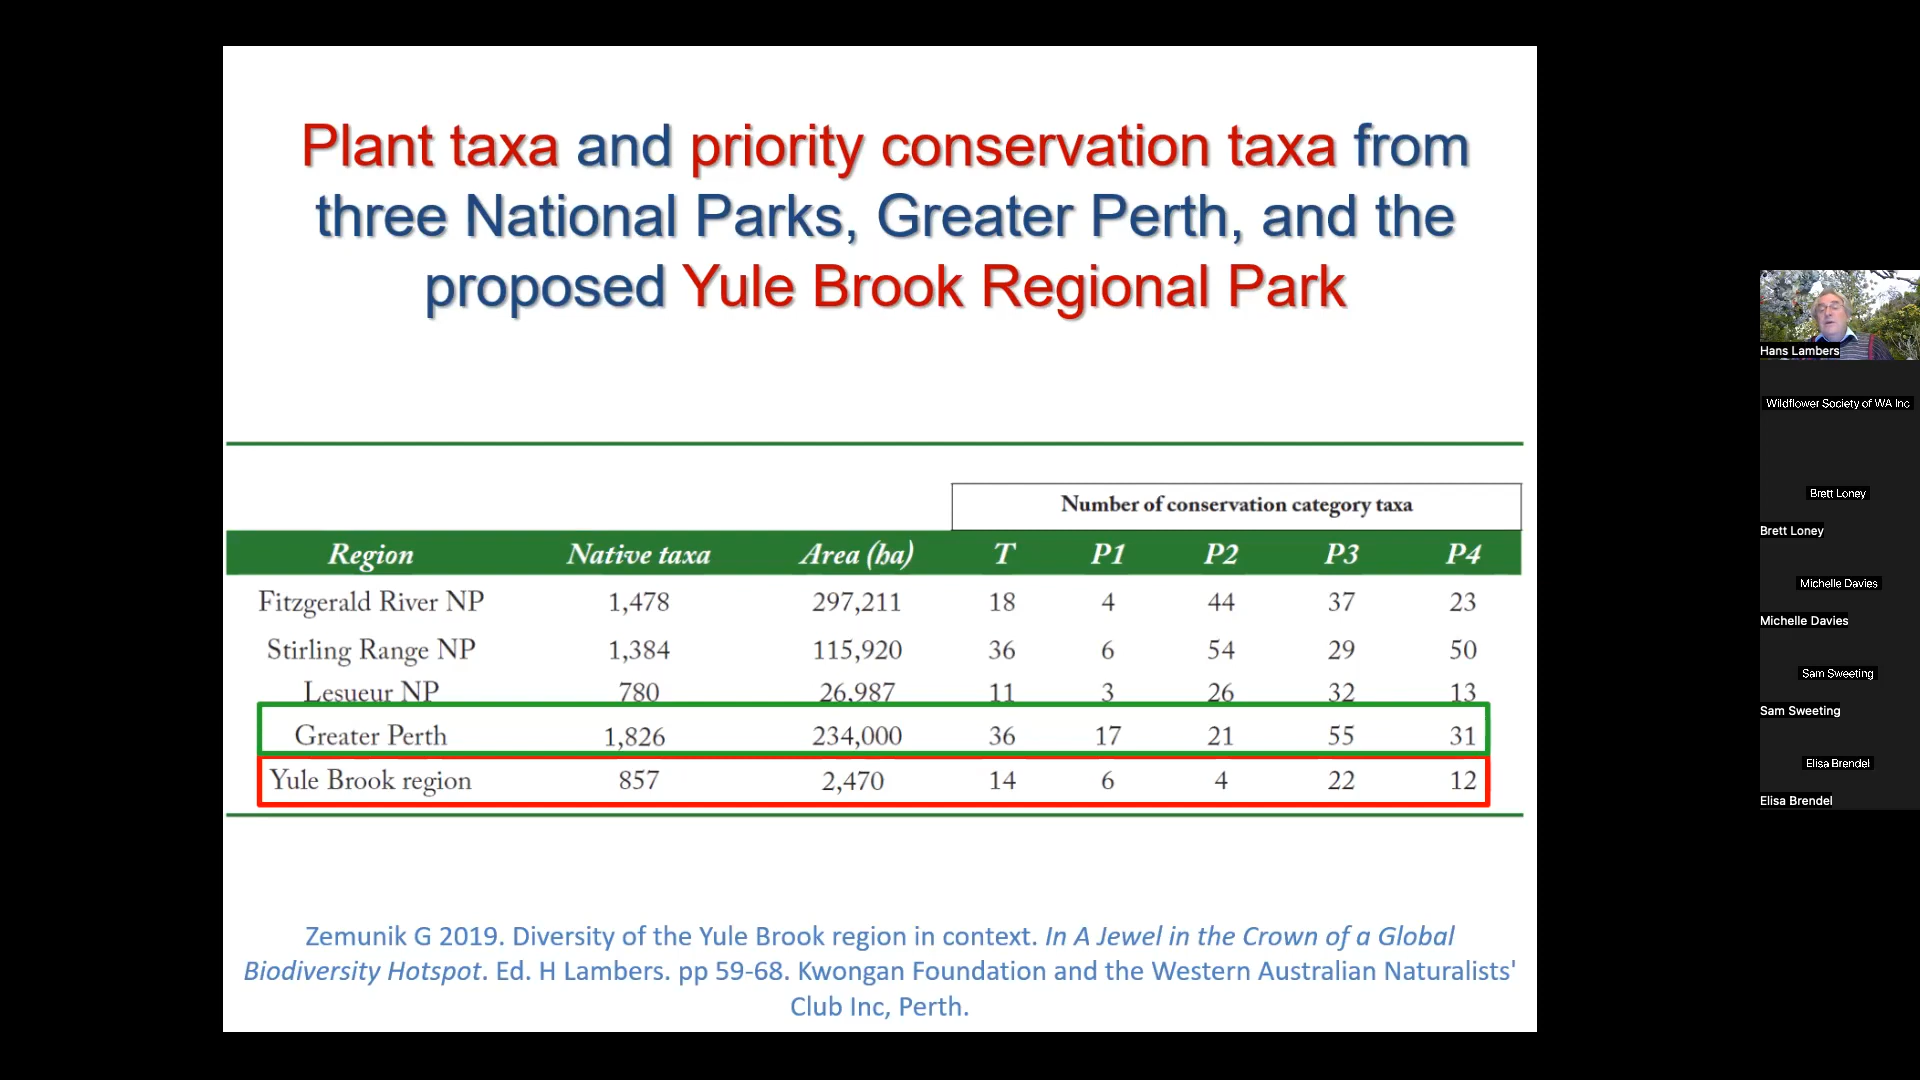 Plant taxa and priority conservation taxa from
three National Parks, Greater Perth, and the
proposed Yule Brook Regional Park
Number of conservation category taxa
Region Native taxa Area (ha) T P1 P2 P3 P4
Fitzgerald River NP 1,478 297,211 18 4 44 37 23
Stirling Range NP 1,384 115,920 36 6 54 29 50
Lesueur NP 780 26,987 11 3 26 32 13
Greater Perth 1,826 234,000 36 17 21 55 31
Yule Brook region 857 2,470 14 6 4 22 12
Zemunik G 2019. Diversity of the Yule Brook region in context. In A Jewel in the Crown of a Global
Biodiversity Hotspot. Ed. H Lambers. pp 59-68. Kwongan Foundation and the Western Australian Naturalists'
Club Inc, Perth.
Hans Lambers
Wildflower Society of WA Inc
Brett Loney
Brett Loney
Michelle Davies
Michelle Davies
Sam Sweeting
Sam Sweeting
Elisa Brendel
Elisa Brendel